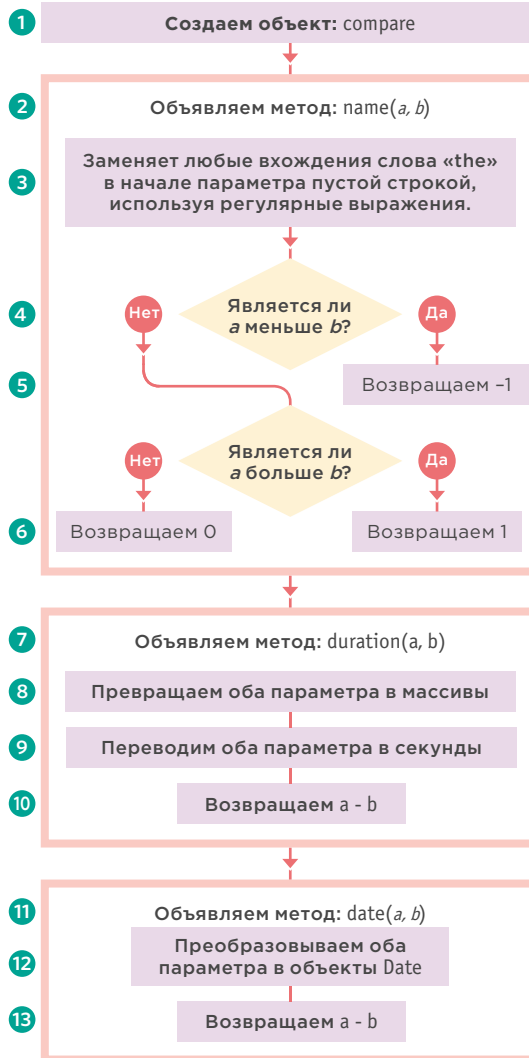 1 Создаем объект: compare
2 Объявляем метод: name(a, b)
3 Заменяет любые вхождения слова «the»
в начале параметра пустой строкой,
используя регулярные выражения.
4 Нет
Является ли
a меньше b?
Да
5 Возвращаем –1
Нет
Является ли
a больше b?
Да
6 Возвращаем 0
Возвращаем 1
7 Объявляем метод: duration(a, b)
8 Превращаем оба параметра в массивы
9 Переводим оба параметра в секунды
10 Возвращаем a - b
11 Объявляем метод: date(a, b)
12 Преобразовываем оба
параметра в объекты Date
13 Возвращаем a - b